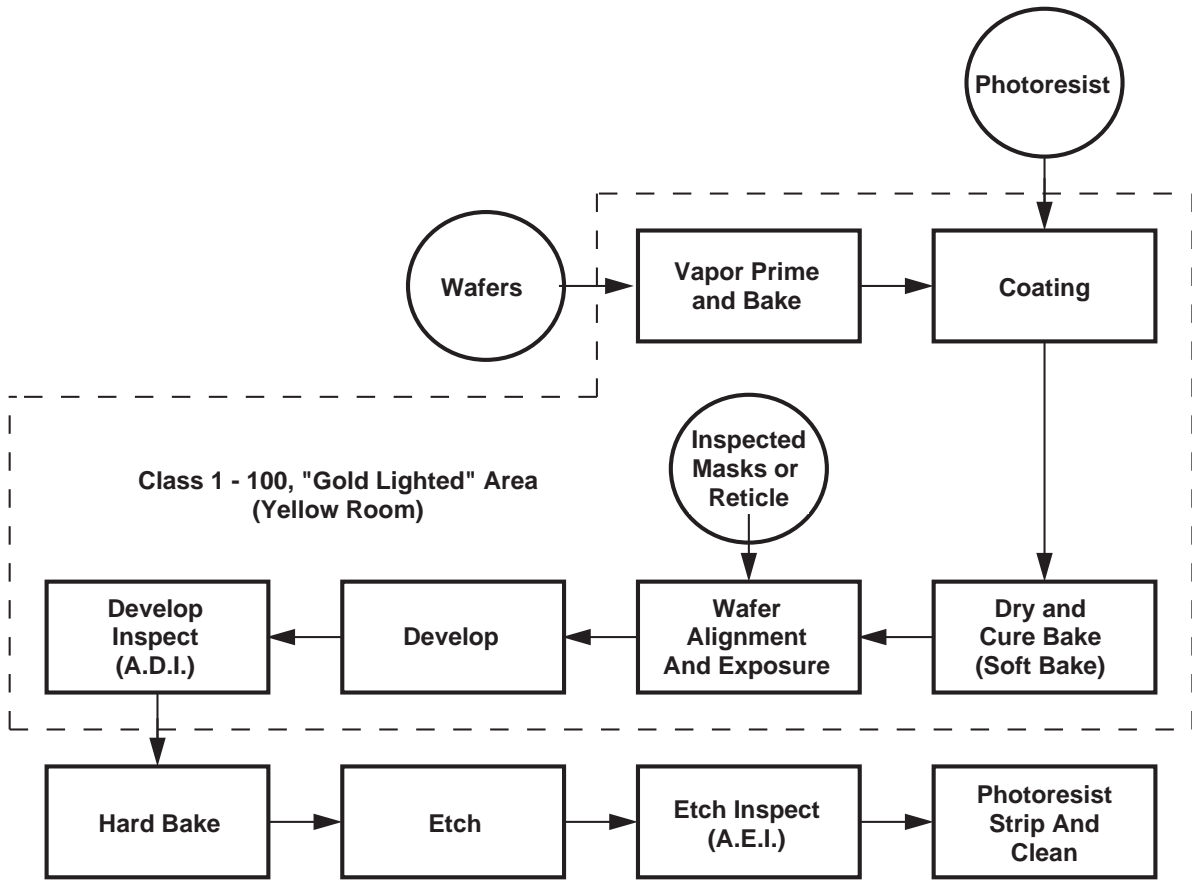 Photoresist
Wafers
Vapor Prime
and Bake
Coating
Inspected
Masks or
Reticle
Class 1 - 100, "Gold Lighted" Area
(Yellow Room)
Develop
Inspect
(A.D.I.)
Develop
Wafer
Alignment
And Exposure
Dry and
Cure Bake
(Soft Bake)
Hard Bake
Etch
Etch Inspect
(A.E.I.)
Photoresist
Strip And
Clean